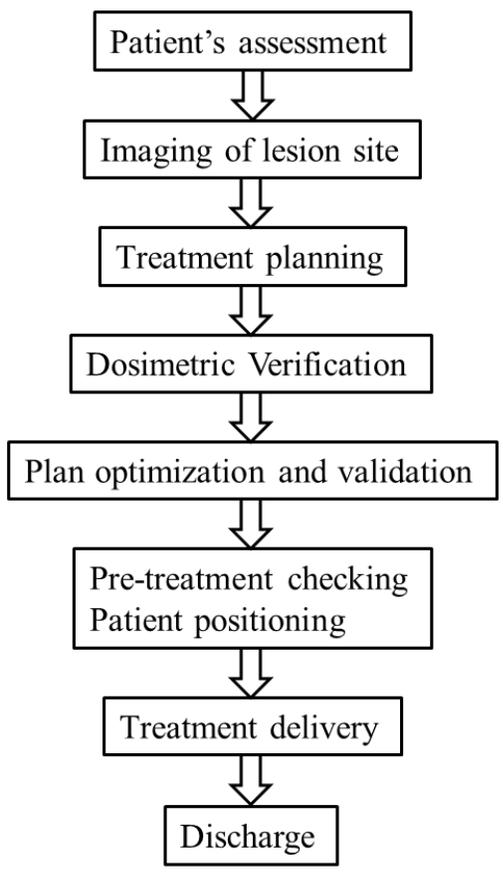 Patient’s assessment
Imaging of lesion site
Treatment planning
Dosimetric Verification
Plan optimization and validation
Pre-treatment checking
Patient positioning
Treatment delivery
Discharge